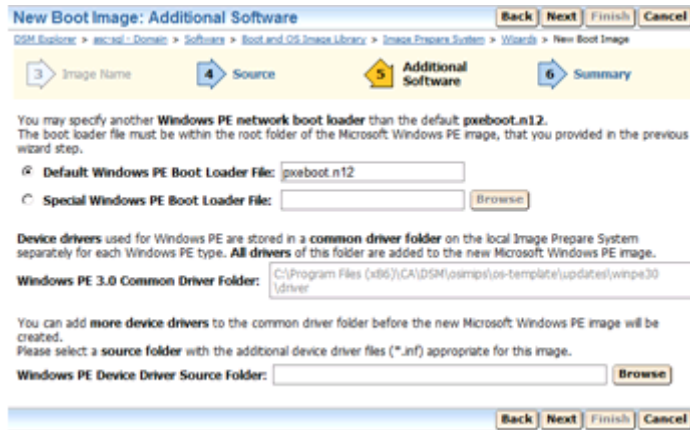 New Boot Image: Additional Software
Back Next Finish Cancel
DSM Explorer > asc-sql - Domain > Software > Boot and OS Image Library > Image Prepare System > Wizards > New Boot Image
3 Image Name 4 Source 5 Additional Software 6 Summary
You may specify another Windows PE network boot loader than the default pxeboot.n12.
The boot loader file must be within the root folder of the Microsoft Windows PE image, that you provided in the previous
wizard step.
Default Windows PE Boot Loader File: pxeboot.n12
Special Windows PE Boot Loader File: Browse
Device drivers used for Windows PE are stored in a common driver folder on the local Image Prepare System
separately for each Windows PE type. All drivers of this folder are added to the new Microsoft Windows PE image.
Windows PE 3.0 Common Driver Folder: C:\Program Files (x86)\CA\DSM\osimips\os-template\updates\winpe30
\driver
You can add more device drivers to the common driver folder before the new Microsoft Windows PE image will be
created.
Please select a source folder with the additional device driver files (*.inf) appropriate for this image.
Windows PE Device Driver Source Folder: Browse
Back Next Finish Cancel